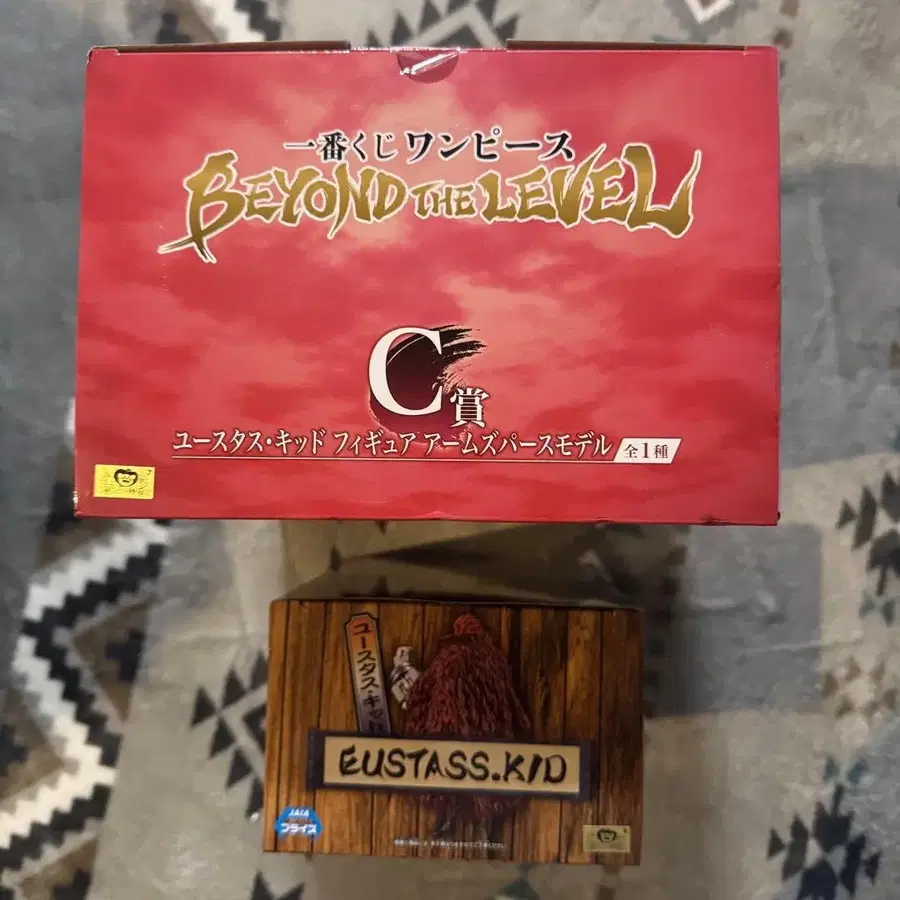 一番くじ ワンピース
BEYOND THE LEVEL
C賞
ユースタス・キッド フィギュア アームズパースモデル 全1種
ユースタス・キッ
EUSTASS.KID
JAIA
プライズ